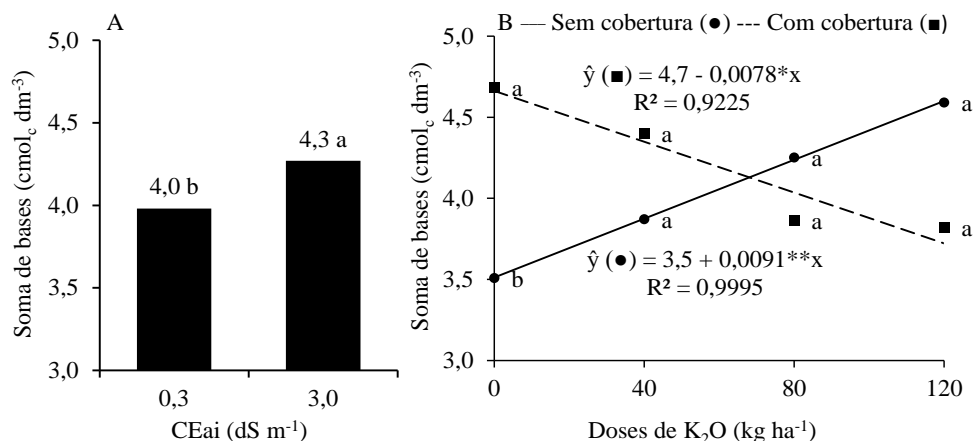 A
Soma de bases (cmolc dm-3)
5,0
4,5
4,0
3,5
3,0
4,0 b
4,3 a
0,3
3,0
CEai (dS m-1)
B — Sem cobertura (●) --- Com cobertura (■)
Soma de bases (cmolc dm-3)
5,0
4,5
4,0
3,5
3,0
ŷ (■) = 4,7 - 0,0078*x
R² = 0,9225
a
a
a
a
a
a
a
b
ŷ (●) = 3,5 + 0,0091**x
R² = 0,9995
0
40
80
120
Doses de K2O (kg ha-1)